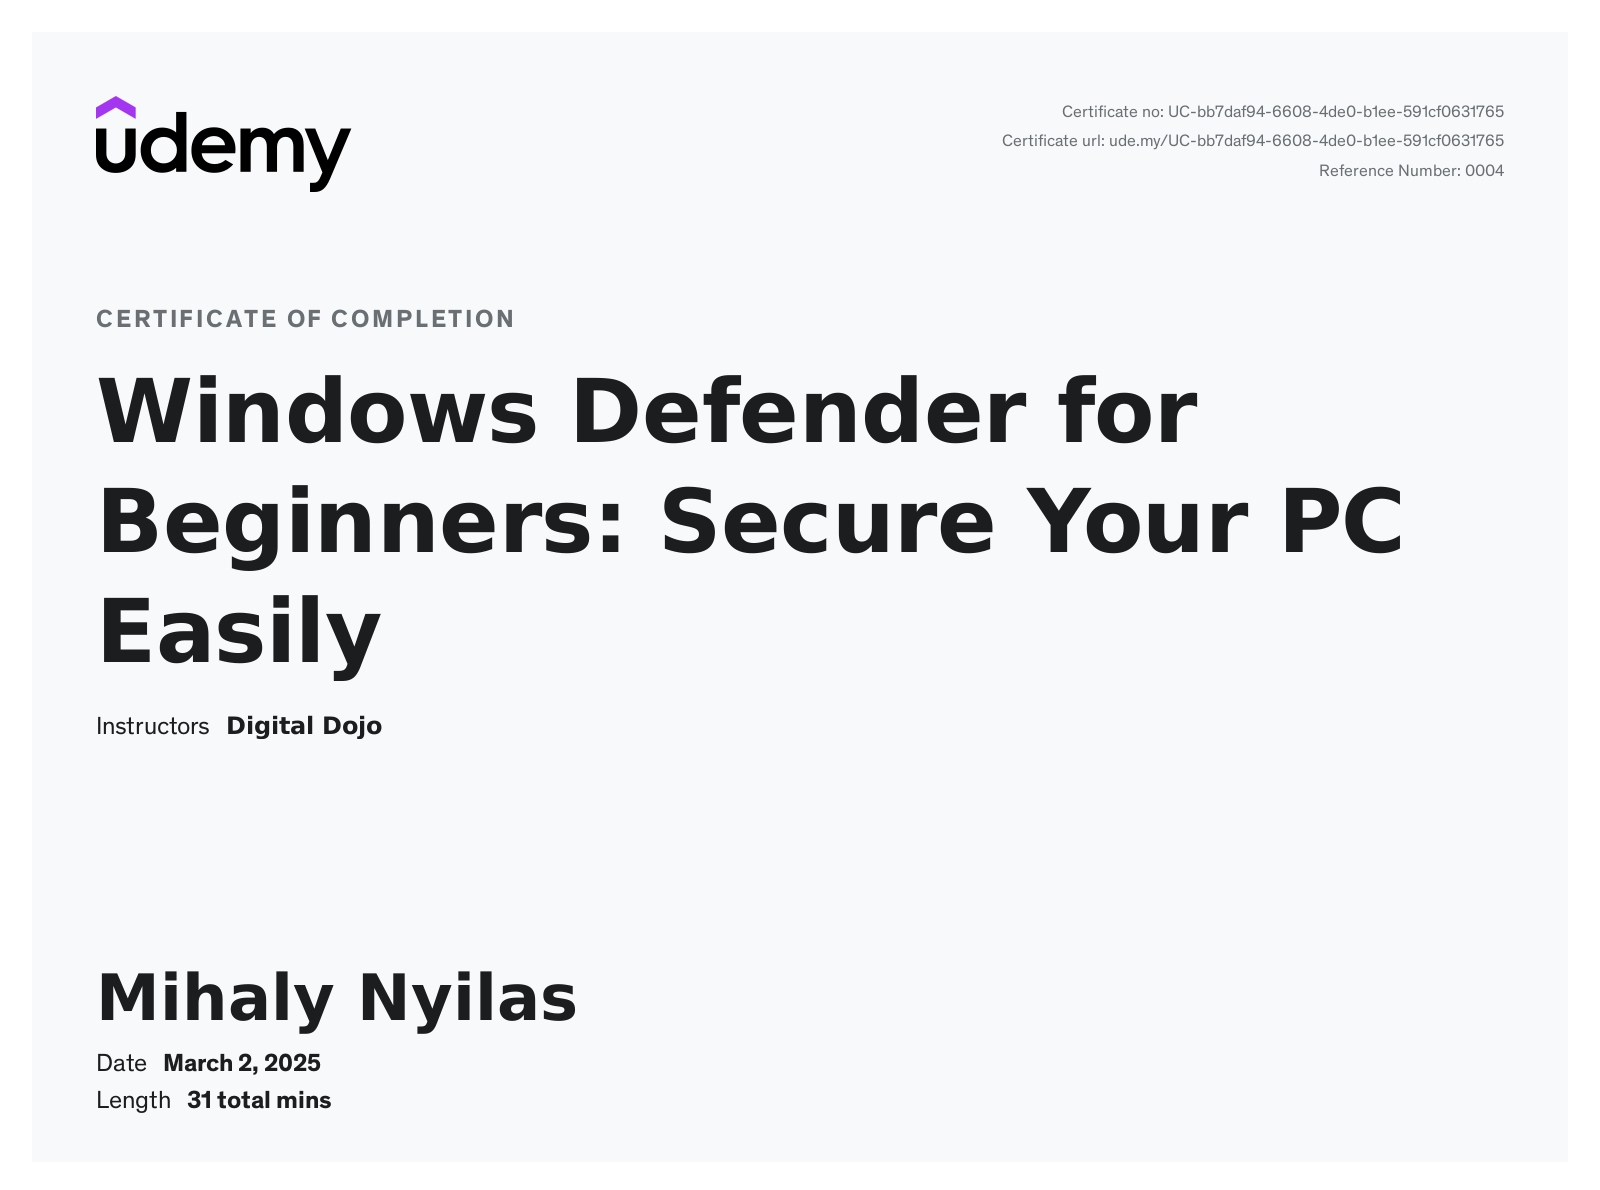 udemy
Certificate no: UC-bb7daf94-6608-4de0-b1ee-591cf0631765
Certificate url: ude.my/UC-bb7daf94-6608-4de0-b1ee-591cf0631765
Reference Number: 0004
CERTIFICATE OF COMPLETION
Windows Defender for
Beginners: Secure Your PC
Easily
Instructors Digital Dojo
Mihaly Nyilas
Date March 2, 2025
Length 31 total mins